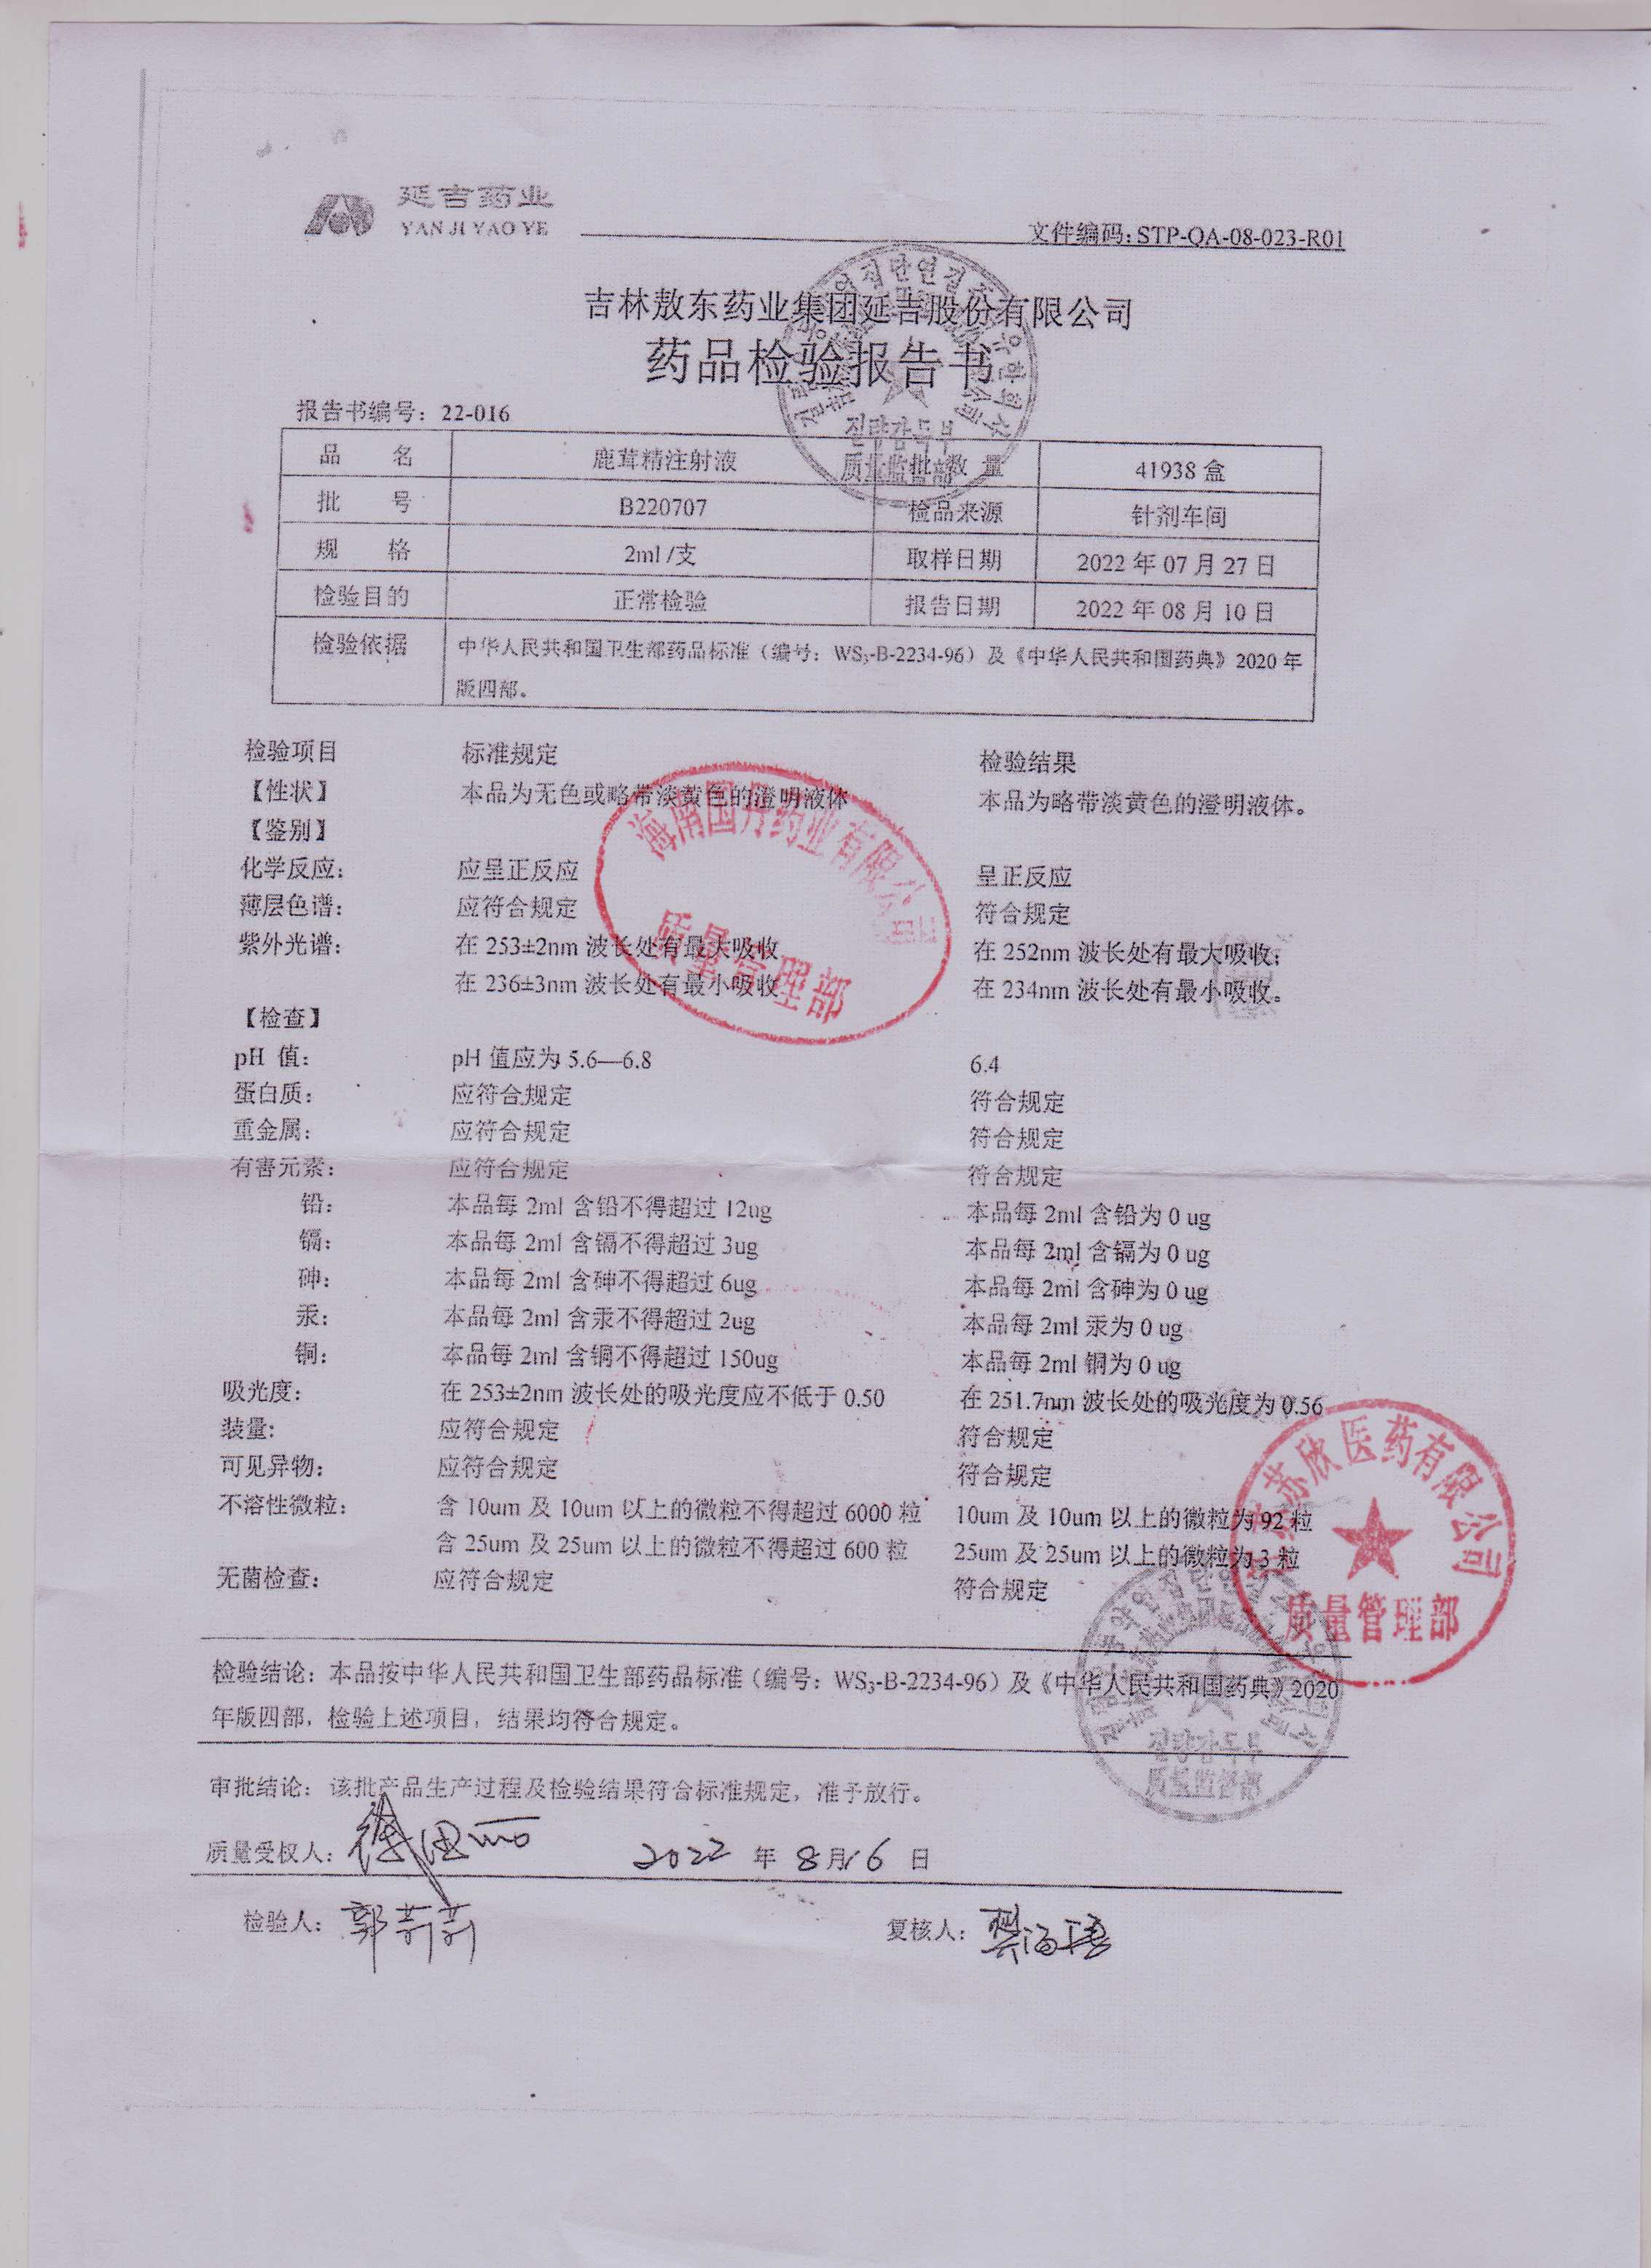 延吉药业
YAN JI YAO YE
文件编码：STP-QA-08-023-R01
吉林敖东药业集团延吉股份有限公司
药品检验报告书
报告书编号：22-016
品 名 鹿茸精注射液 批 数 量 41938 盒
批 号 B220707 检品来源 针剂车间
规 格 2ml /支 取样日期 2022 年 07 月 27 日
检验目的 正常检验 报告日期 2022 年 08 月 10 日
检验依据 中华人民共和国卫生部药品标准（编号：WS₃-B-2234-96）及《中华人民共和国药典》2020 年
版四部。
质量监督部
检验项目 标准规定 检验结果
【性状】 本品为无色或略带淡黄色的澄明液体 本品为略带淡黄色的澄明液体。
【鉴别】
化学反应： 应呈正反应 呈正反应
薄层色谱： 应符合规定 符合规定
紫外光谱： 在 253±2nm 波长处有最大吸收 在 252nm 波长处有最大吸收；
在 236±3nm 波长处有最小吸收 在 234nm 波长处有最小吸收。
海南国丹药业有限公司
质量管理部
【检查】
pH 值： pH 值应为 5.6—6.8 6.4
蛋白质： 应符合规定 符合规定
重金属： 应符合规定 符合规定
有害元素： 应符合规定 符合规定
铅： 本品每 2ml 含铅不得超过 12ug 本品每 2ml 含铅为 0 ug
镉： 本品每 2ml 含镉不得超过 3ug 本品每 2ml 含镉为 0 ug
砷： 本品每 2ml 含砷不得超过 6ug 本品每 2ml 含砷为 0 ug
汞： 本品每 2ml 含汞不得超过 2ug 本品每 2ml 汞为 0 ug
铜： 本品每 2ml 含铜不得超过 150ug 本品每 2ml 铜为 0 ug
吸光度： 在 253±2nm 波长处的吸光度应不低于 0.50 在 251.7nm 波长处的吸光度为 0.56
装量： 应符合规定 符合规定
可见异物： 应符合规定 符合规定
不溶性微粒： 含 10um 及 10um 以上的微粒不得超过 6000 粒 10um 及 10um 以上的微粒为 92 粒
含 25um 及 25um 以上的微粒不得超过 600 粒 25um 及 25um 以上的微粒为 3 粒
无菌检查： 应符合规定 符合规定
苏欣医药有限公司
质量管理部
检验结论：本品按中华人民共和国卫生部药品标准（编号：WS₃-B-2234-96）及《中华人民共和国药典》2020
年版四部，检验上述项目，结果均符合规定。
质量监督部
审批结论：该批产品生产过程及检验结果符合标准规定，准予放行。
质量受权人： 2022 年 8 月 16 日
检验人：郭莉莉 复核人：